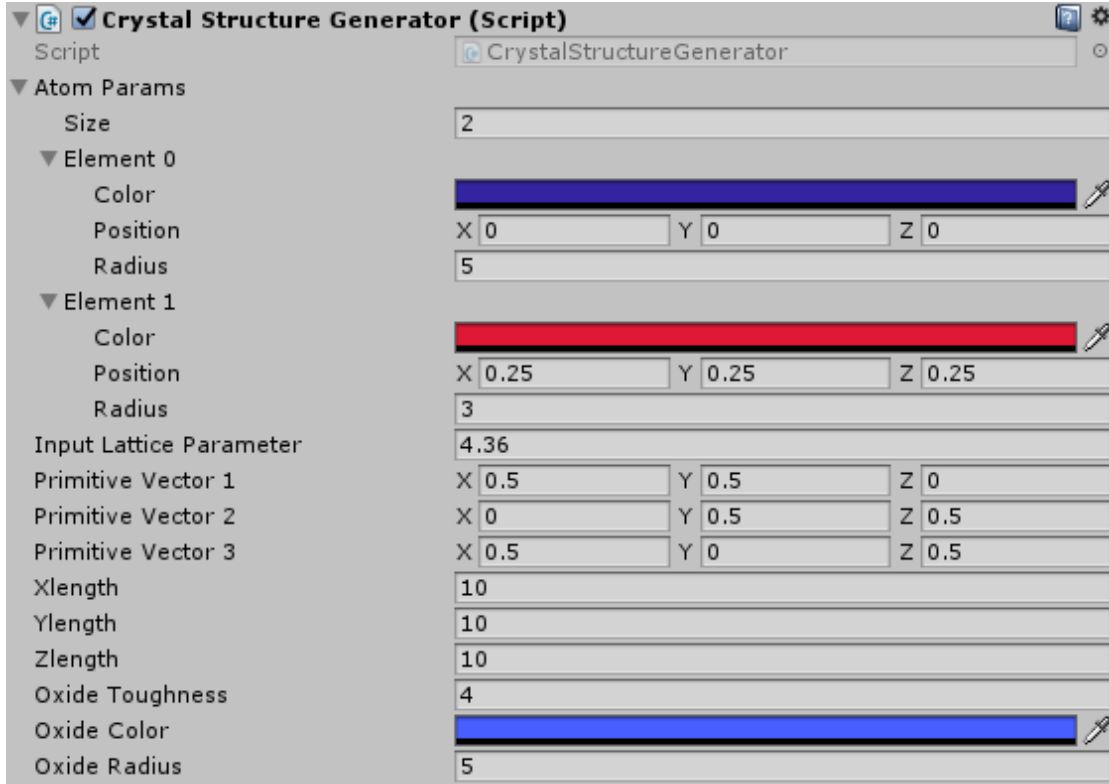 Crystal Structure Generator (Script)
Script CrystalStructureGenerator
Atom Params
Size 2
Element 0
Color
Position X 0 Y 0 Z 0
Radius 5
Element 1
Color
Position X 0.25 Y 0.25 Z 0.25
Radius 3
Input Lattice Parameter 4.36
Primitive Vector 1 X 0.5 Y 0.5 Z 0
Primitive Vector 2 X 0 Y 0.5 Z 0.5
Primitive Vector 3 X 0.5 Y 0 Z 0.5
Xlength 10
Ylength 10
Zlength 10
Oxide Toughness 4
Oxide Color
Oxide Radius 5